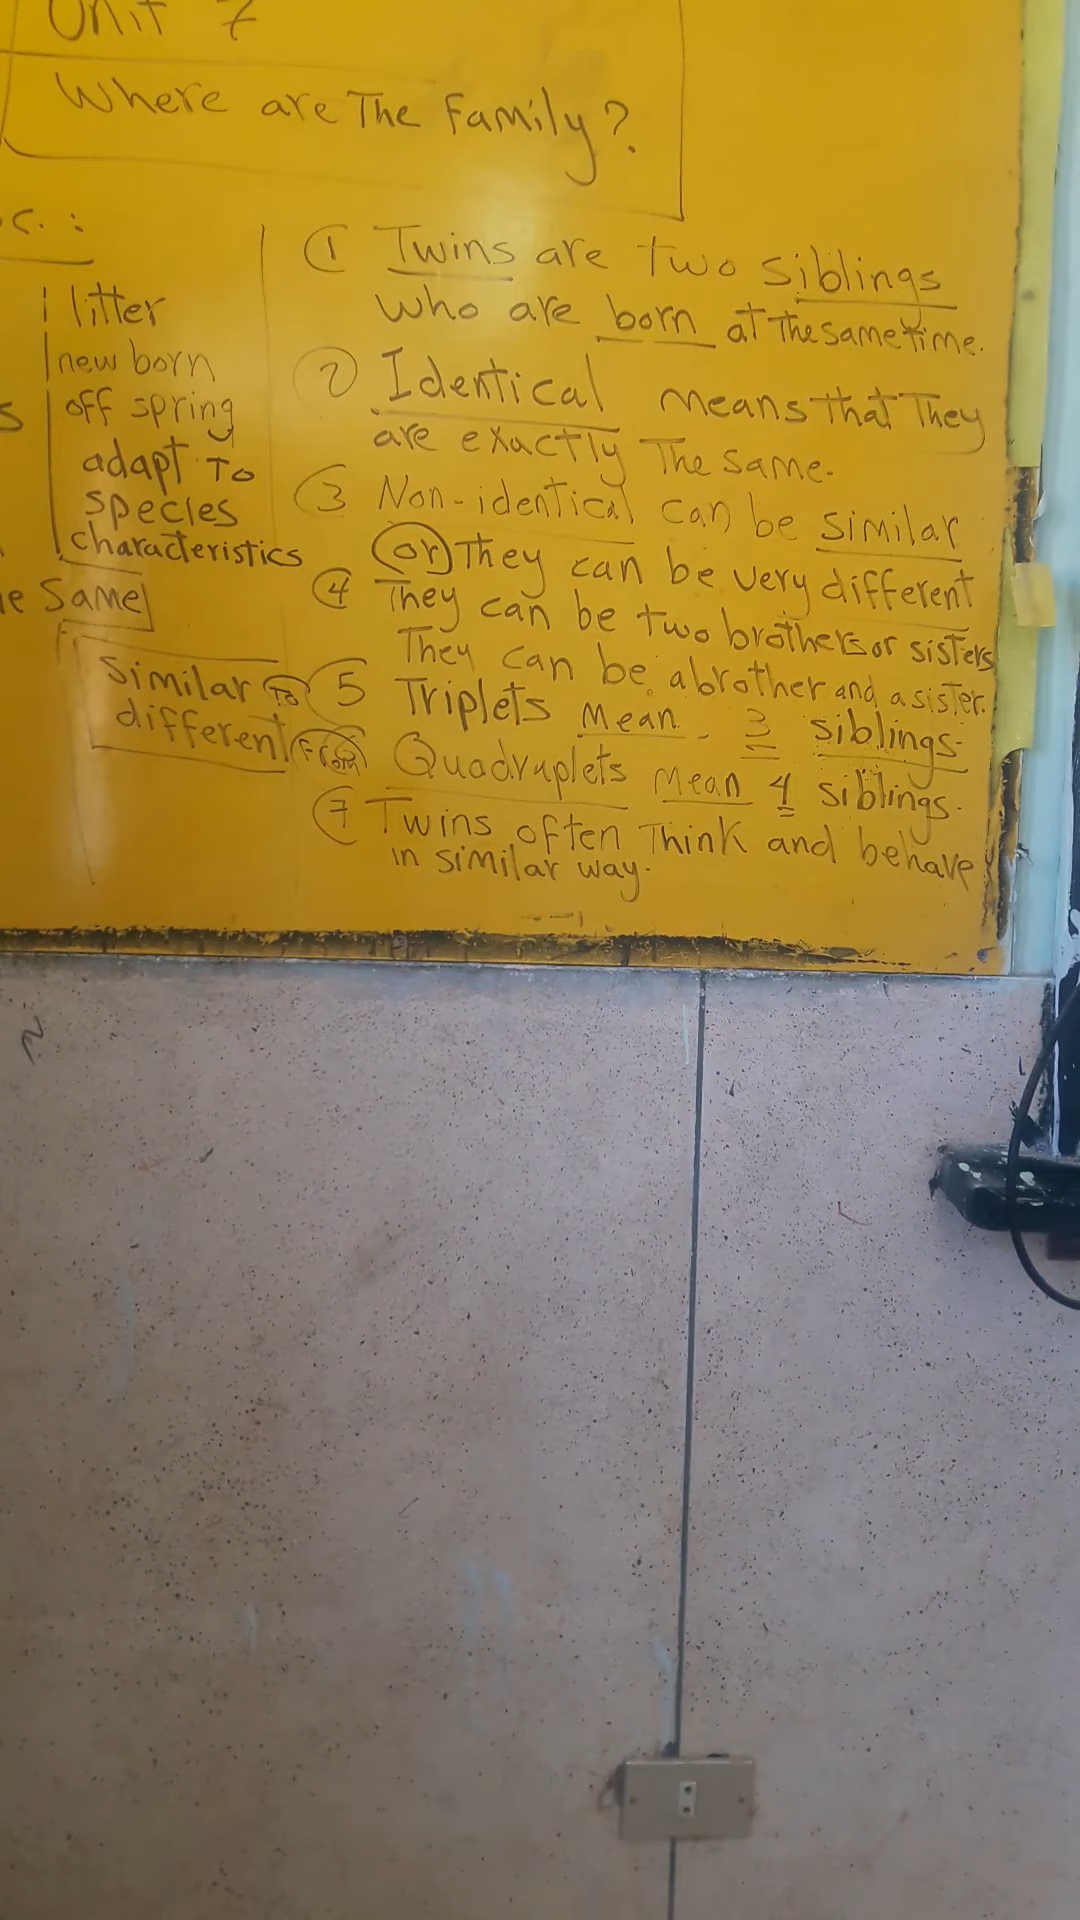 Unit 7
Where are The Family?
c. :
litter
new born
off spring
adapt To
species
characteristics
Same
Similar To
different From
1 Twins are two siblings
who are born at The same time.
2 Identical means that They
are exactly The same.
3 Non-identical can be similar
or They can be very different
4 They can be two brothers or sisters
They can be a brother and a sister.
5 Triplets mean 3 siblings.
Quadruplets mean 4 siblings.
7 Twins often Think and behave
in similar way.